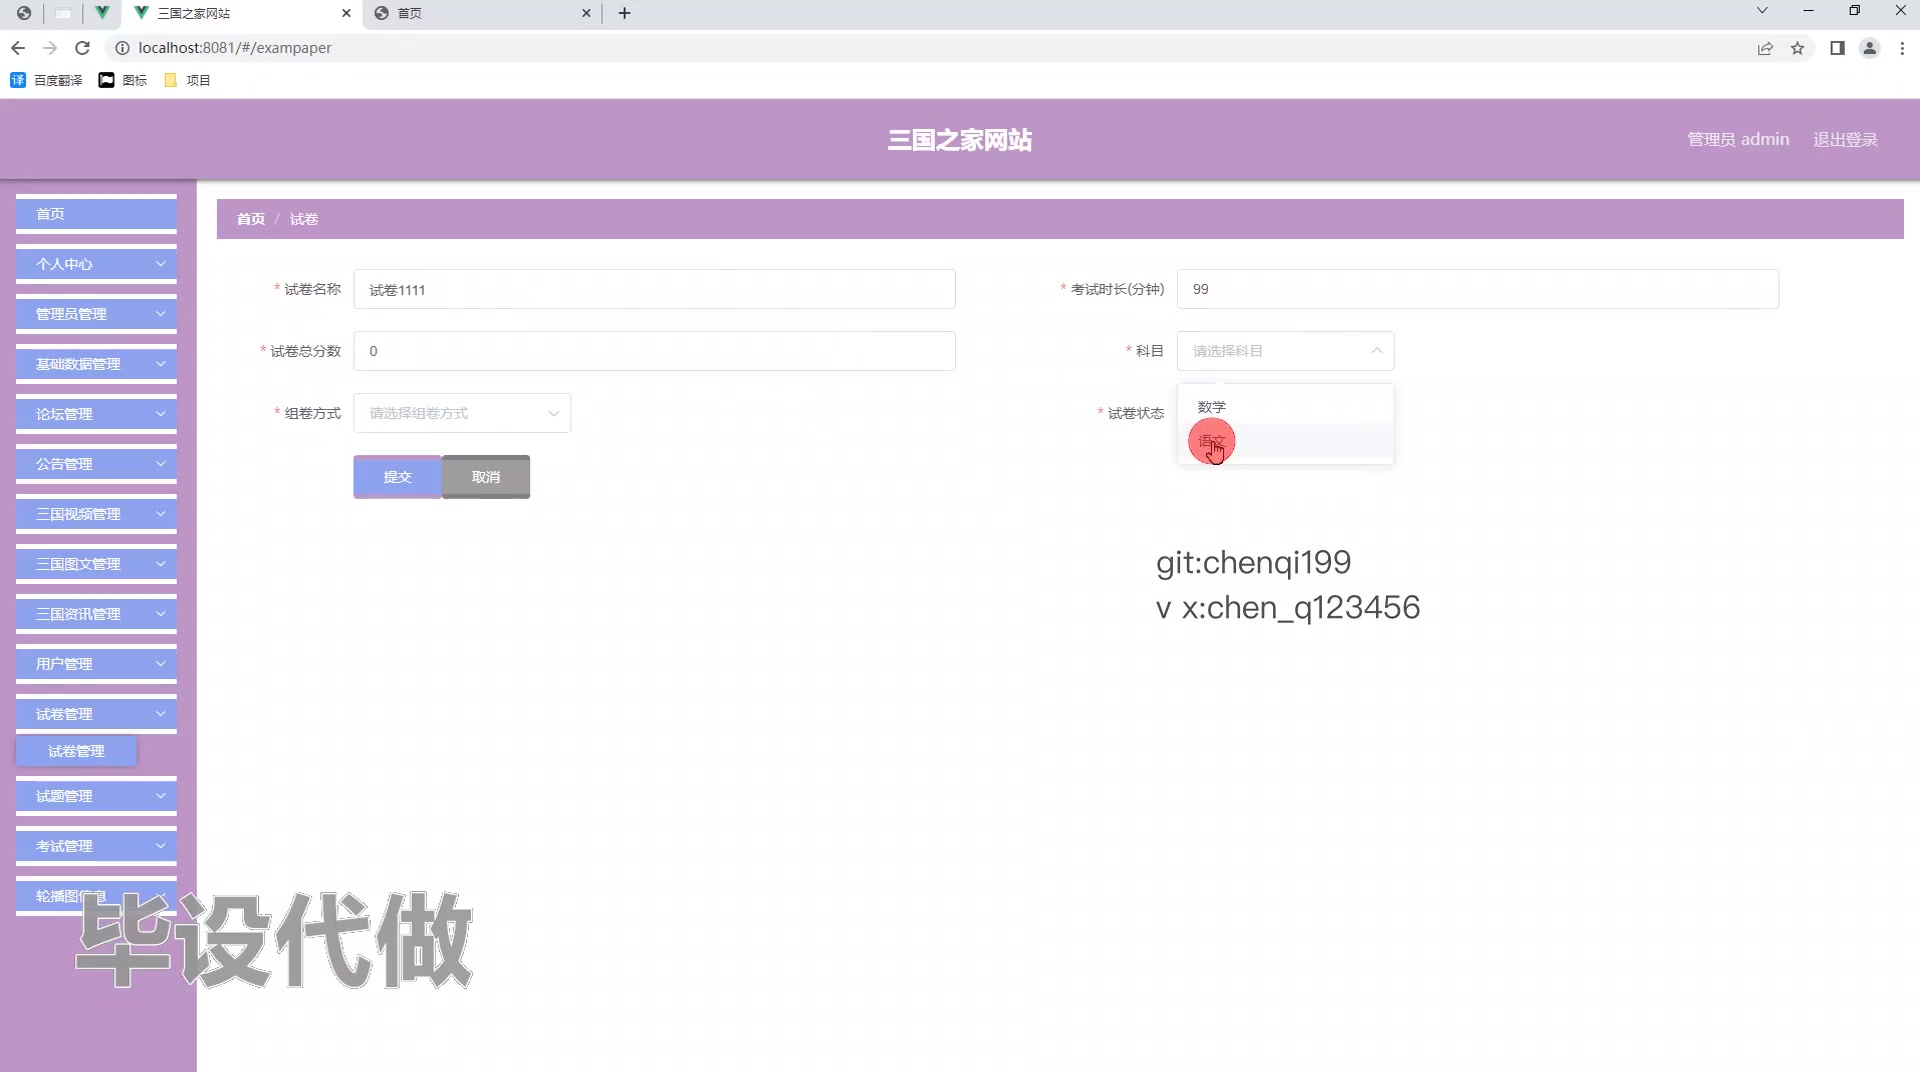 三国之家网站
首页
localhost:8081/#/exampaper
百度翻译
图标
项目
三国之家网站
管理员 admin
退出登录
首页
个人中心
管理员管理
基础数据管理
论坛管理
公告管理
三国视频管理
三国图文管理
三国资讯管理
用户管理
试卷管理
试卷管理
试题管理
考试管理
轮播图信息
首页 / 试卷
* 试卷名称
试卷1111
* 考试时长(分钟)
99
* 试卷总分数
0
* 科目
请选择科目
数学
语文
* 组卷方式
请选择组卷方式
* 试卷状态
提交
取消
git:chenqi199
v x:chen_q123456
毕设代做